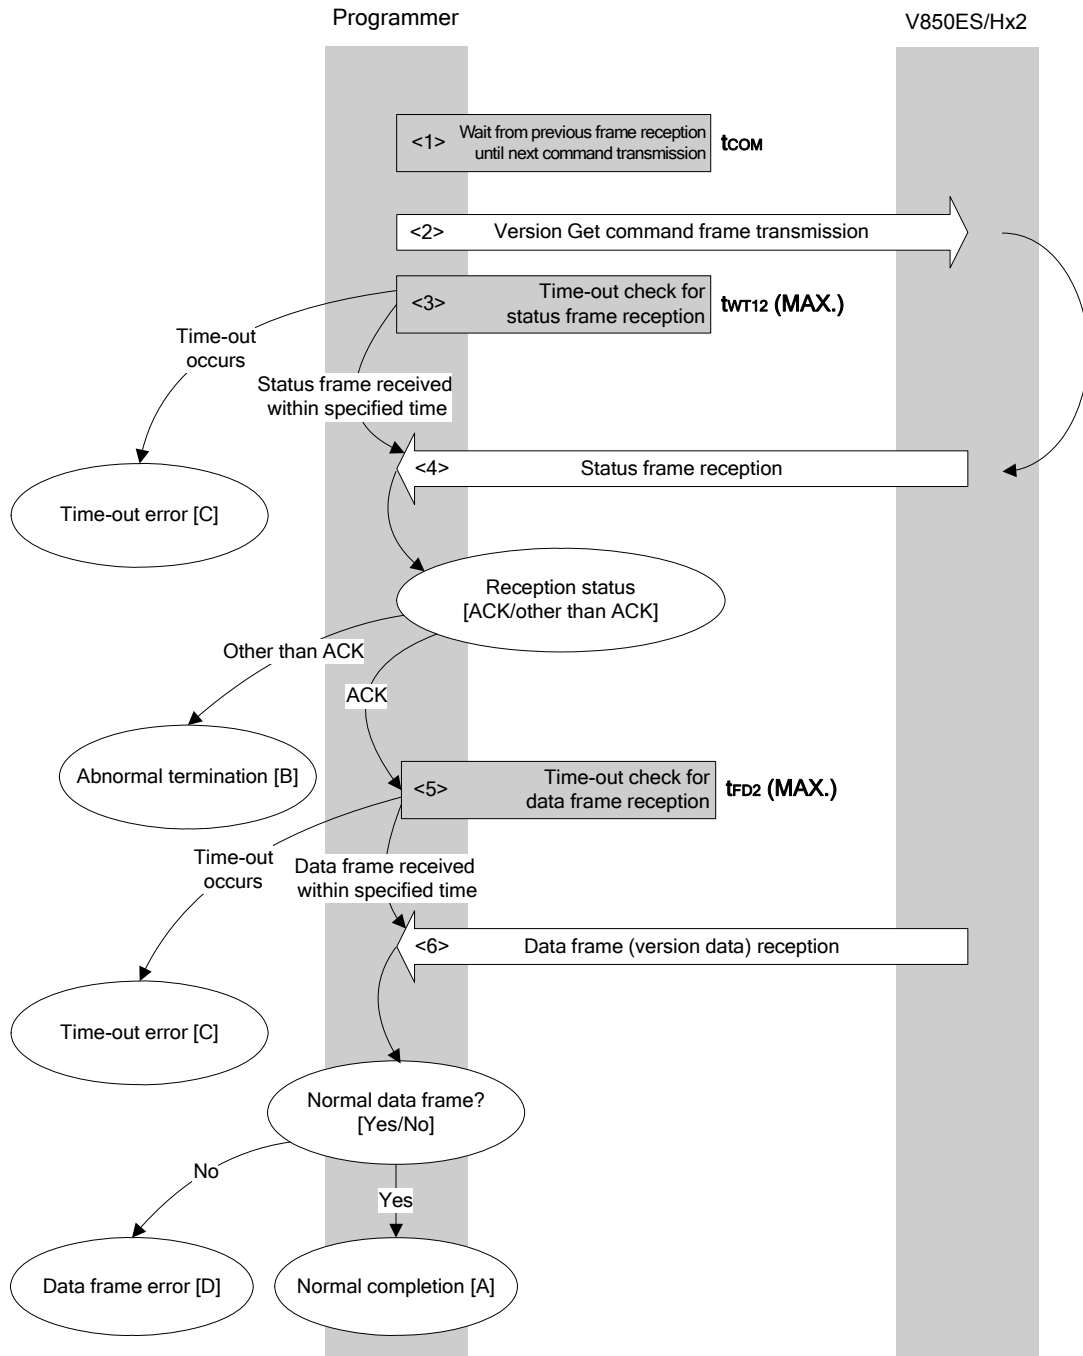 Programmer
V850ES/Hx2
<1>
Wait from previous frame reception
until next command transmission
tCOM
<2>
Version Get command frame transmission
<3>
Time-out check for
status frame reception
tWT12 (MAX.)
Time-out
occurs
Status frame received
within specified time
<4>
Status frame reception
Time-out error [C]
Reception status
[ACK/other than ACK]
Other than ACK
ACK
Abnormal termination [B]
<5>
Time-out check for
data frame reception
tFD2 (MAX.)
Time-out
occurs
Data frame received
within specified time
<6>
Data frame (version data) reception
Time-out error [C]
Normal data frame?
[Yes/No]
No
Yes
Data frame error [D]
Normal completion [A]